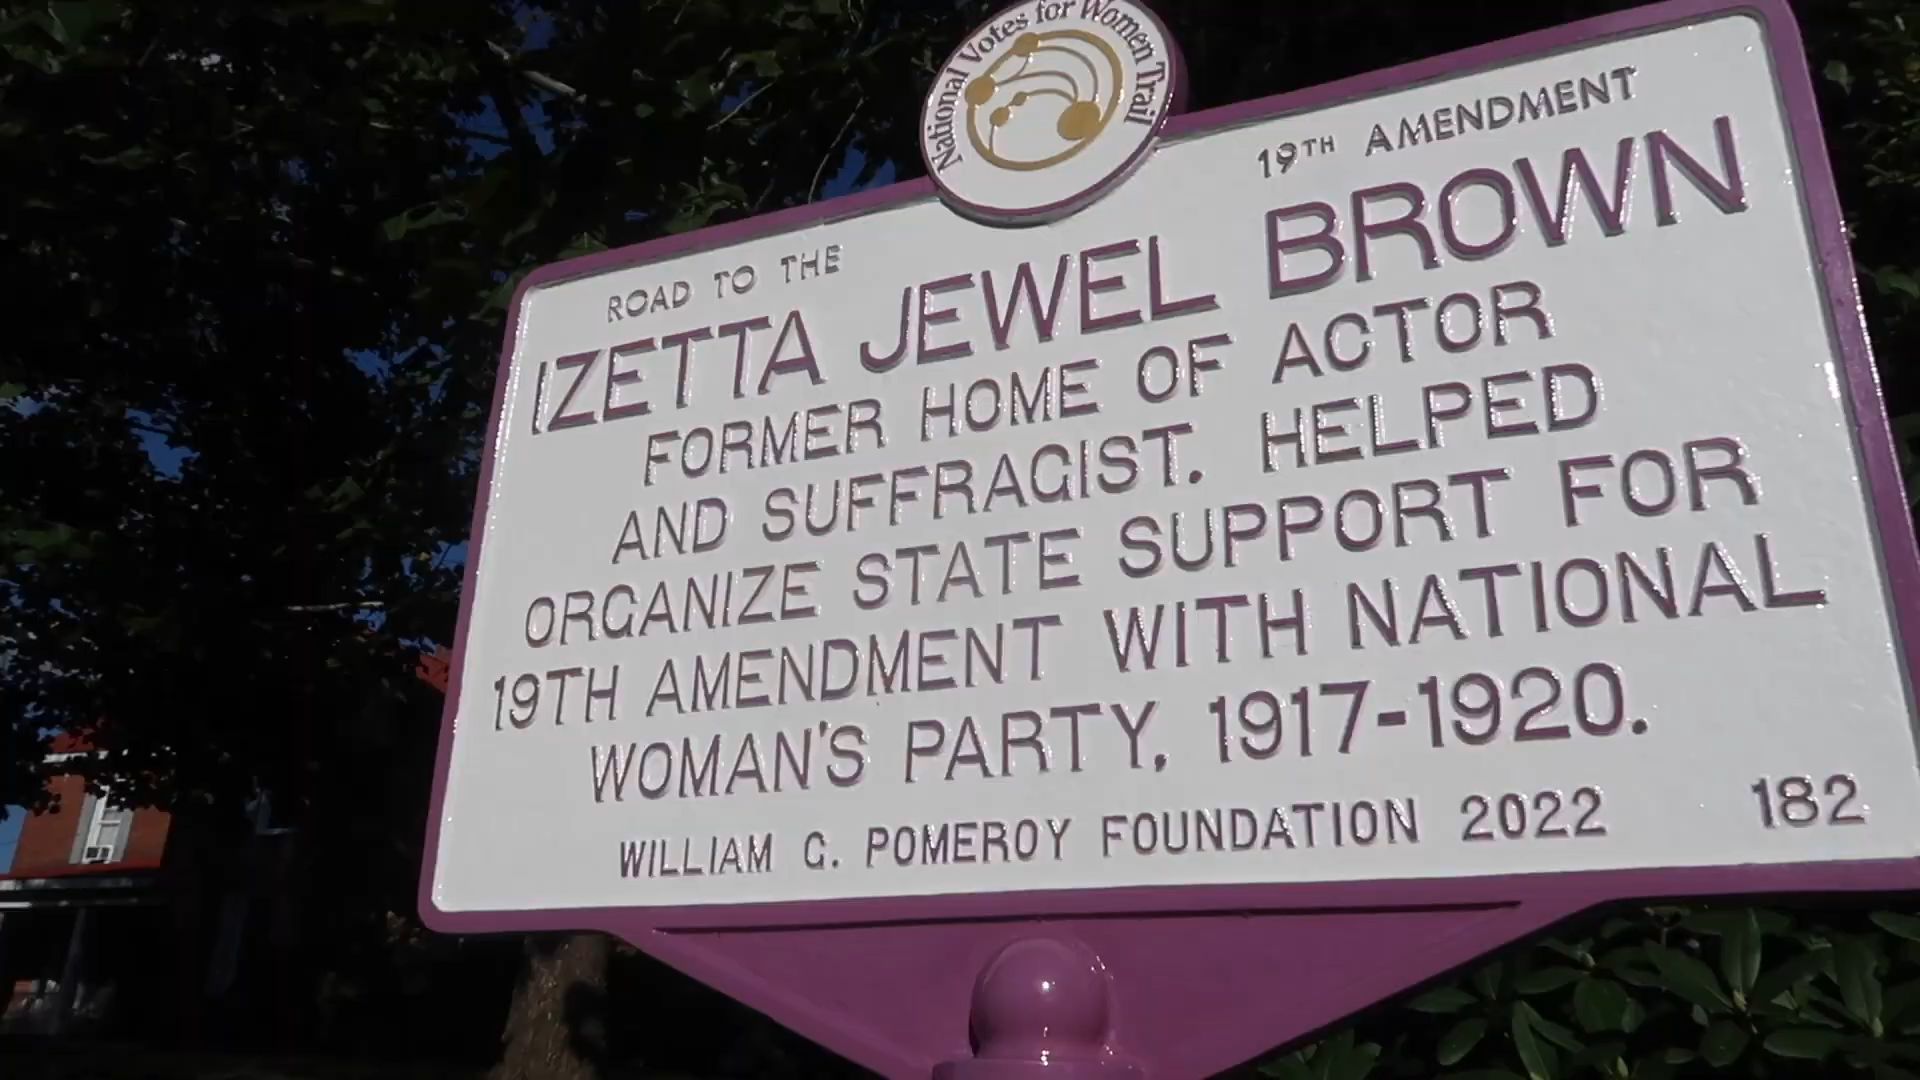 National Votes for Women Trail
ROAD TO THE 19TH AMENDMENT
IZETTA JEWEL BROWN
FORMER HOME OF ACTOR
AND SUFFRAGIST. HELPED
ORGANIZE STATE SUPPORT FOR
19TH AMENDMENT WITH NATIONAL
WOMAN'S PARTY, 1917-1920.
WILLIAM G. POMEROY FOUNDATION 2022 182